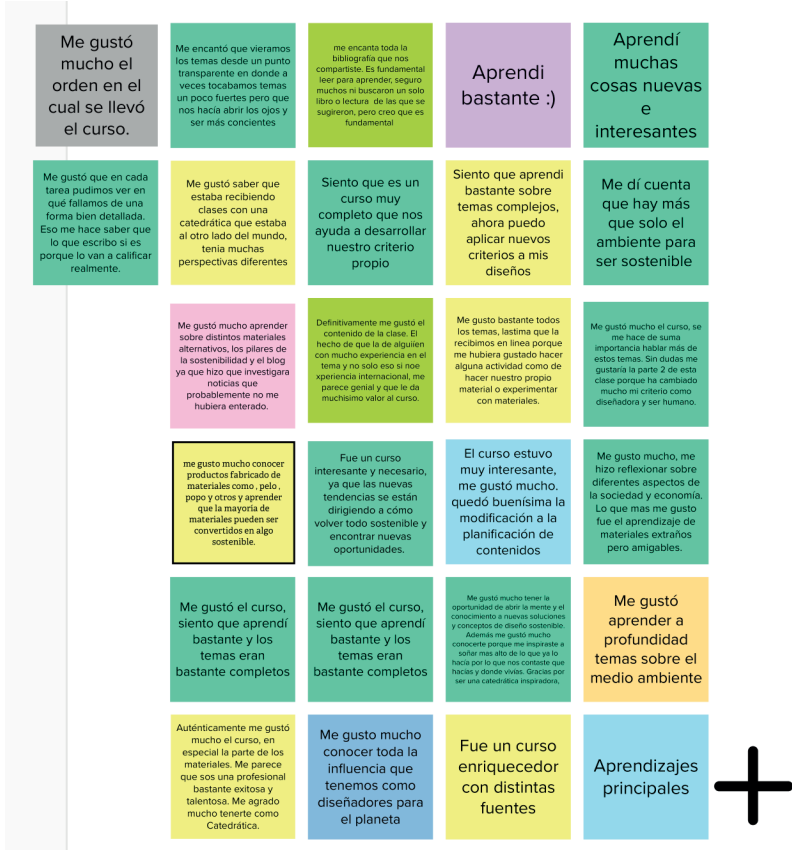 Me gustó
mucho el
orden en el
cual se llevó
el curso.
Me encantó que vieramos
los temas desde un punto
transparente en donde a
veces tocabamos temas
un poco fuertes pero que
nos hacía abrir los ojos y
ser más concientes
me encanta toda la
bibliografía que nos
compartiste. Es fundamental
leer para aprender, seguro
muchos ni buscaron un solo
libro o lectura de las que se
sugireron, pero creo que es
fundamental
Aprendi
bastante :)
Aprendí
muchas
cosas nuevas
e
interesantes
Me gustó que en cada
tarea pudimos ver en
qué fallamos de una
forma bien detallada.
Eso me hace saber que
lo que escribo si es
porque lo van a calificar
realmente.
Me gustó saber que
estaba recibiendo
clases con una
catedrática que estaba
al otro lado del mundo,
tenia muchas
perspectivas diferentes
Siento que es un
curso muy
completo que nos
ayuda a desarrollar
nuestro criterio
propio
Siento que aprendi
bastante sobre
temas complejos,
ahora puedo
aplicar nuevos
criterios a mis
diseños
Me dí cuenta
que hay más
que solo el
ambiente para
ser sostenible
Me gustó mucho aprender
sobre distintos materiales
alternativos, los pilares de
la sostenibilidad y el blog
ya que hizo que investigara
noticias que
probablemente no me
hubiera enterado.
Definitivamente me gustó el
contenido de la clase. El
hecho de que la de alguiien
con mucho experiencia en el
tema y no solo eso si noe
xperiencia internacional, me
parece genial y que le da
muchisimo valor al curso.
Me gusto bastante todos
los temas, lastima que la
recibimos en linea porque
me hubiera gustado hacer
alguna actividad como de
hacer nuestro propio
material o experimentar
con materiales.
Me gustó mucho el curso, se
me hace de suma
importancia hablar más de
estos temas. Sin dudas me
gustaría la parte 2 de esta
clase porque ha cambiado
mucho mi criterio como
diseñadora y ser humano.
me gusto mucho conocer
productos fabricado de
materiales como , pelo ,
popo y otros y aprender
que la mayoria de
materiales pueden ser
convertidos en algo
sostenible.
Fue un curso
interesante y necesario,
ya que las nuevas
tendencias se están
dirigiendo a cómo
volver todo sostenible y
encontrar nuevas
oportunidades.
El curso estuvo
muy interesante,
me gustó mucho.
quedó buenísima la
modificación a la
planificación de
contenidos
Me gusto mucho, me
hizo reflexionar sobre
diferentes aspectos de
la sociedad y economía.
Lo que mas me gusto
fue el aprendizaje de
materiales extraños
pero amigables.
Me gustó el curso,
siento que aprendí
bastante y los
temas eran
bastante completos
Me gustó el curso,
siento que aprendí
bastante y los
temas eran
bastante completos
Me gustó mucho tener la
oportunidad de abrir la mente y el
conocimiento a nuevas soluciones
y conceptos de diseño sostenible.
Además me gustó mucho
conocerte porque me inspiraste a
soñar mas alto de lo que ya lo
hacía por lo que nos contaste que
hacías y donde vivías. Gracias por
ser una catedrática inspiradora,
Me gustó
aprender a
profundidad
temas sobre el
medio ambiente
Auténticamente me gustó
mucho el curso, en
especial la parte de los
materiales. Me parece
que sos una profesional
bastante exitosa y
talentosa. Me agrado
mucho tenerte como
Catedrática.
Me gusto mucho
conocer toda la
influencia que
tenemos como
diseñadores para
el planeta
Fue un curso
enriquecedor
con distintas
fuentes
Aprendizajes
principales